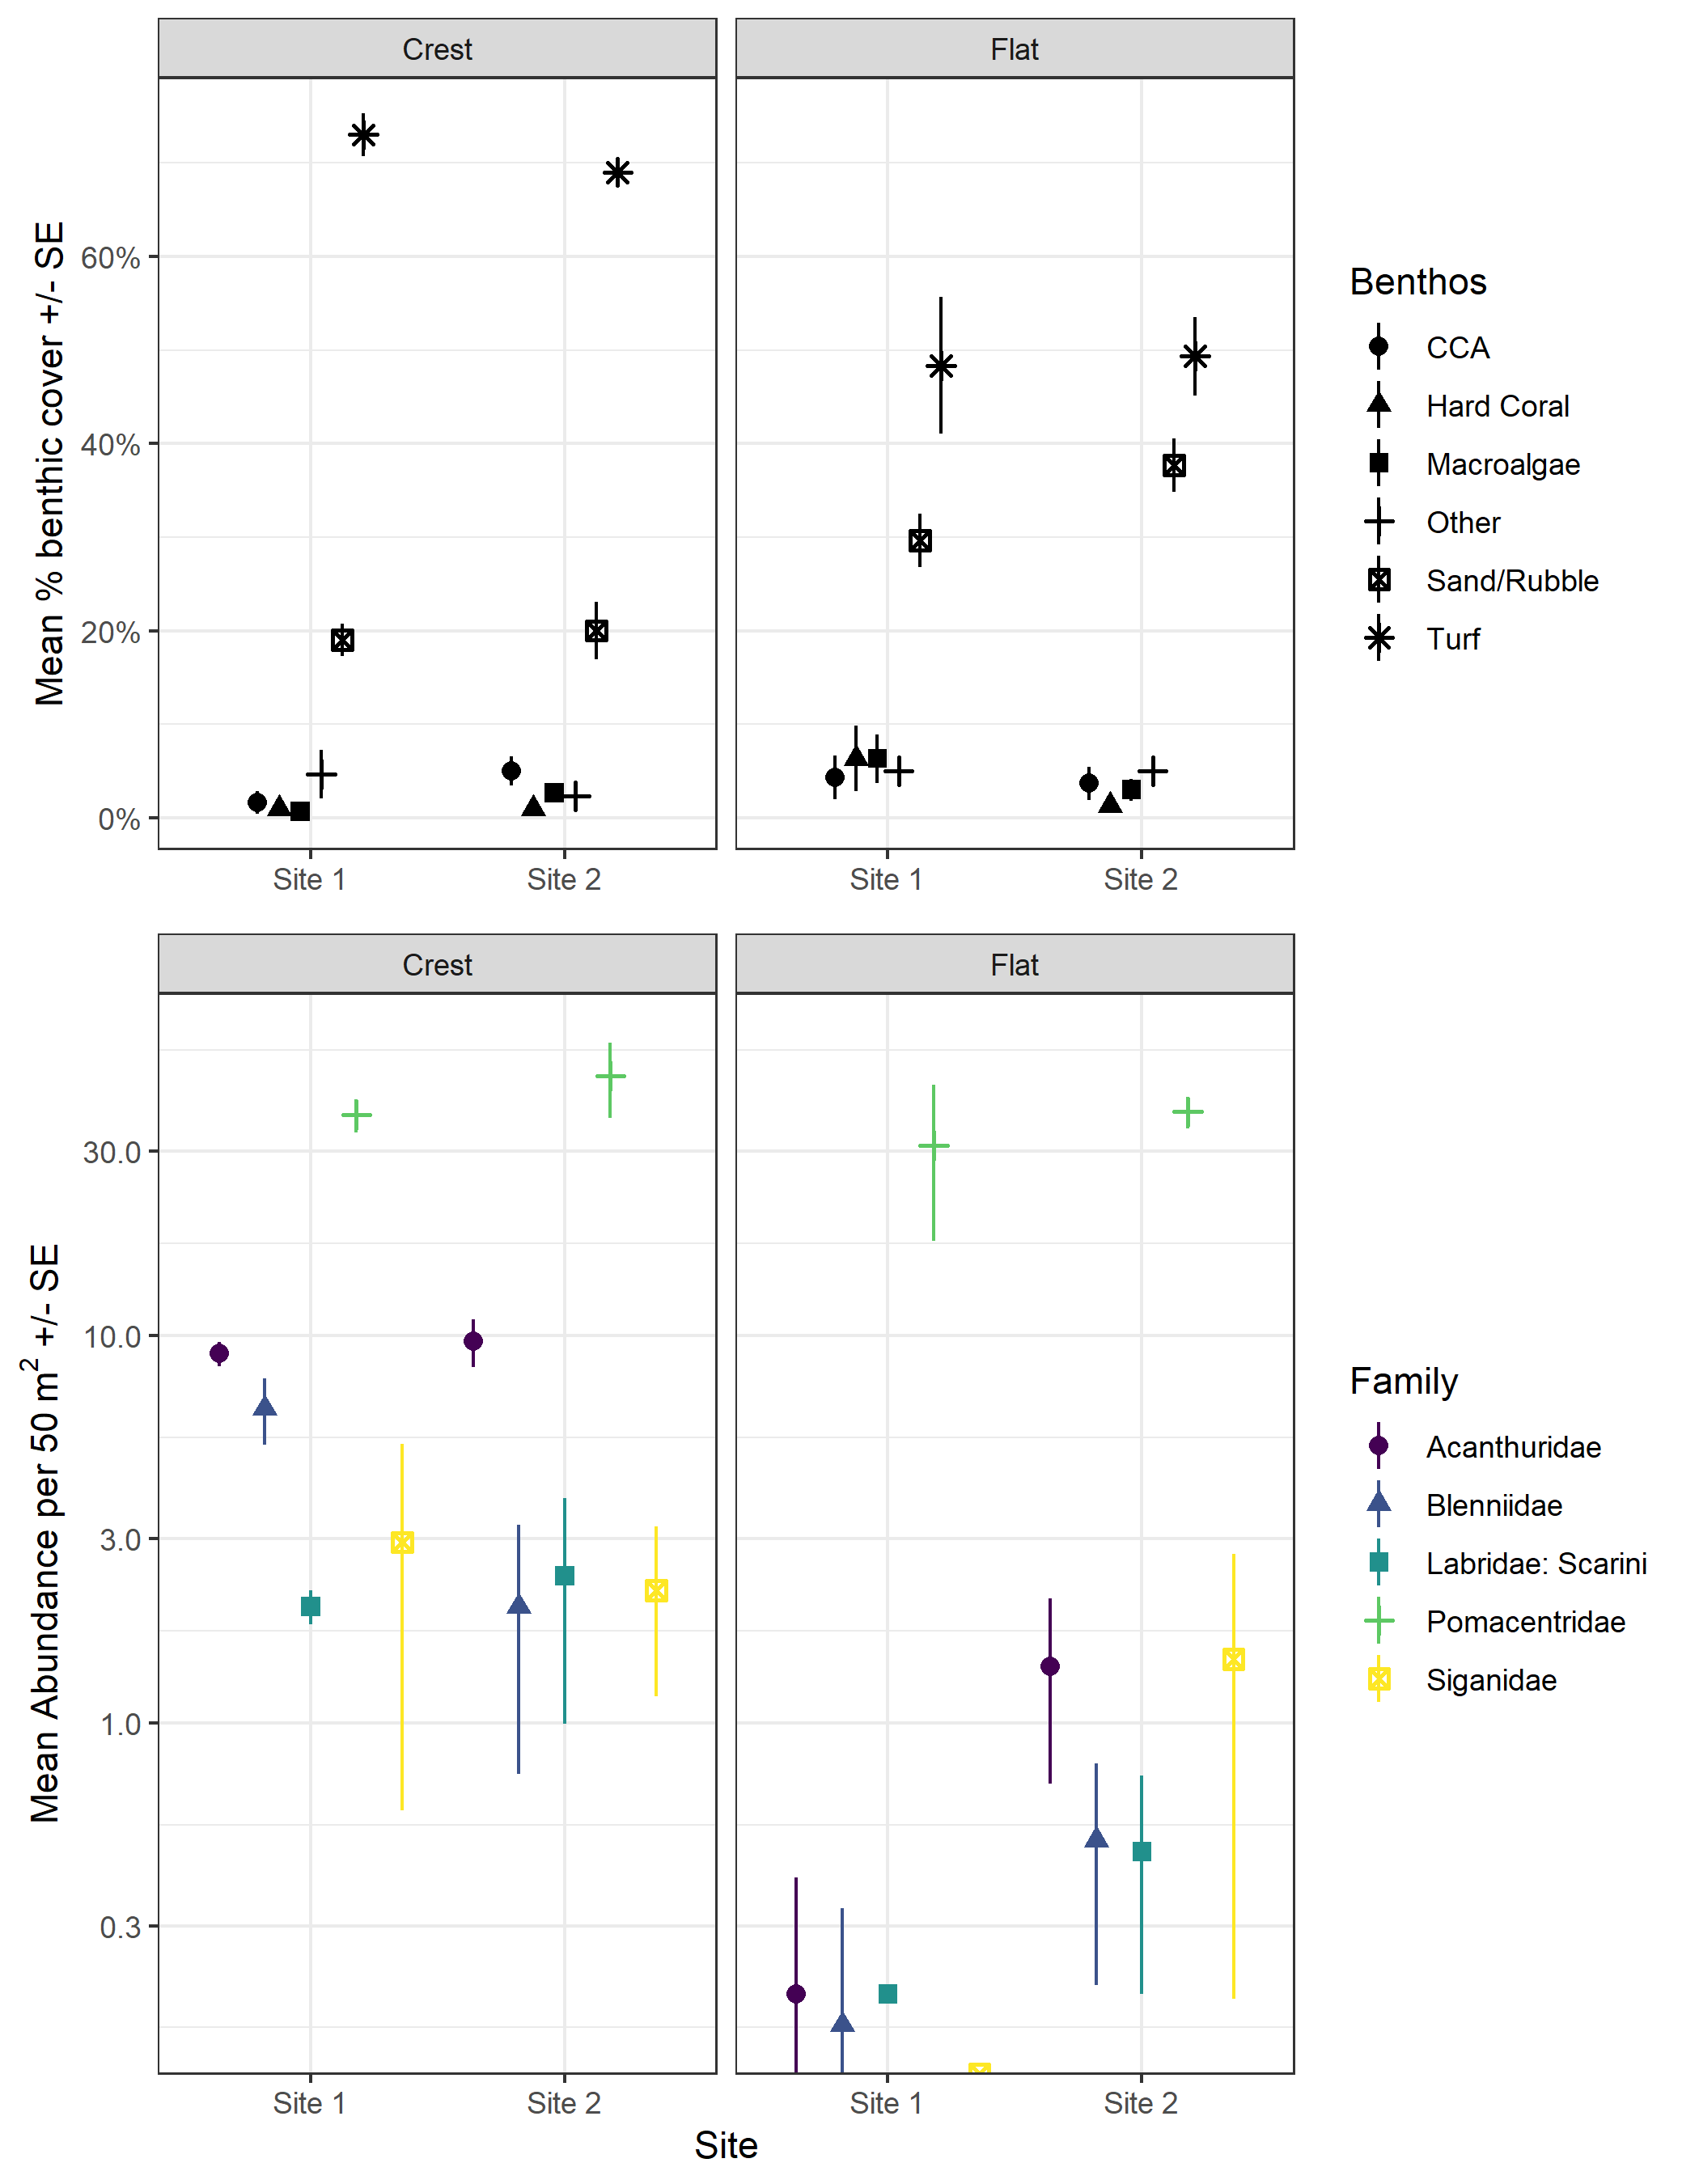 Crest
Flat
Mean % benthic cover +/- SE
60%
40%
20%
0%
Site 1
Site 2
Site 1
Site 2
Benthos
CCA
Hard Coral
Macroalgae
Other
Sand/Rubble
Turf
Crest
Flat
Mean Abundance per 50 m² +/- SE
30.0
10.0
3.0
1.0
0.3
Site 1
Site 2
Site 1
Site 2
Site
Family
Acanthuridae
Blenniidae
Labridae: Scarini
Pomacentridae
Siganidae